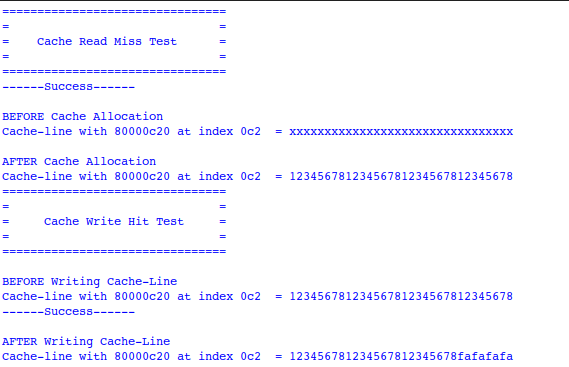 ================================
=                              =
=    Cache Read Miss Test      =
=                              =
================================
------Success------
BEFORE Cache Allocation
Cache-line with 80000c20 at index 0c2  = xxxxxxxxxxxxxxxxxxxxxxxxxxxxxxxx
AFTER Cache Allocation
Cache-line with 80000c20 at index 0c2  = 12345678123456781234567812345678
================================
=                              =
=     Cache Write Hit Test     =
=                              =
================================
BEFORE Writing Cache-Line
Cache-line with 80000c20 at index 0c2  = 12345678123456781234567812345678
------Success------
AFTER Writing Cache-Line
Cache-line with 80000c20 at index 0c2  = 123456781234567812345678fafafafa